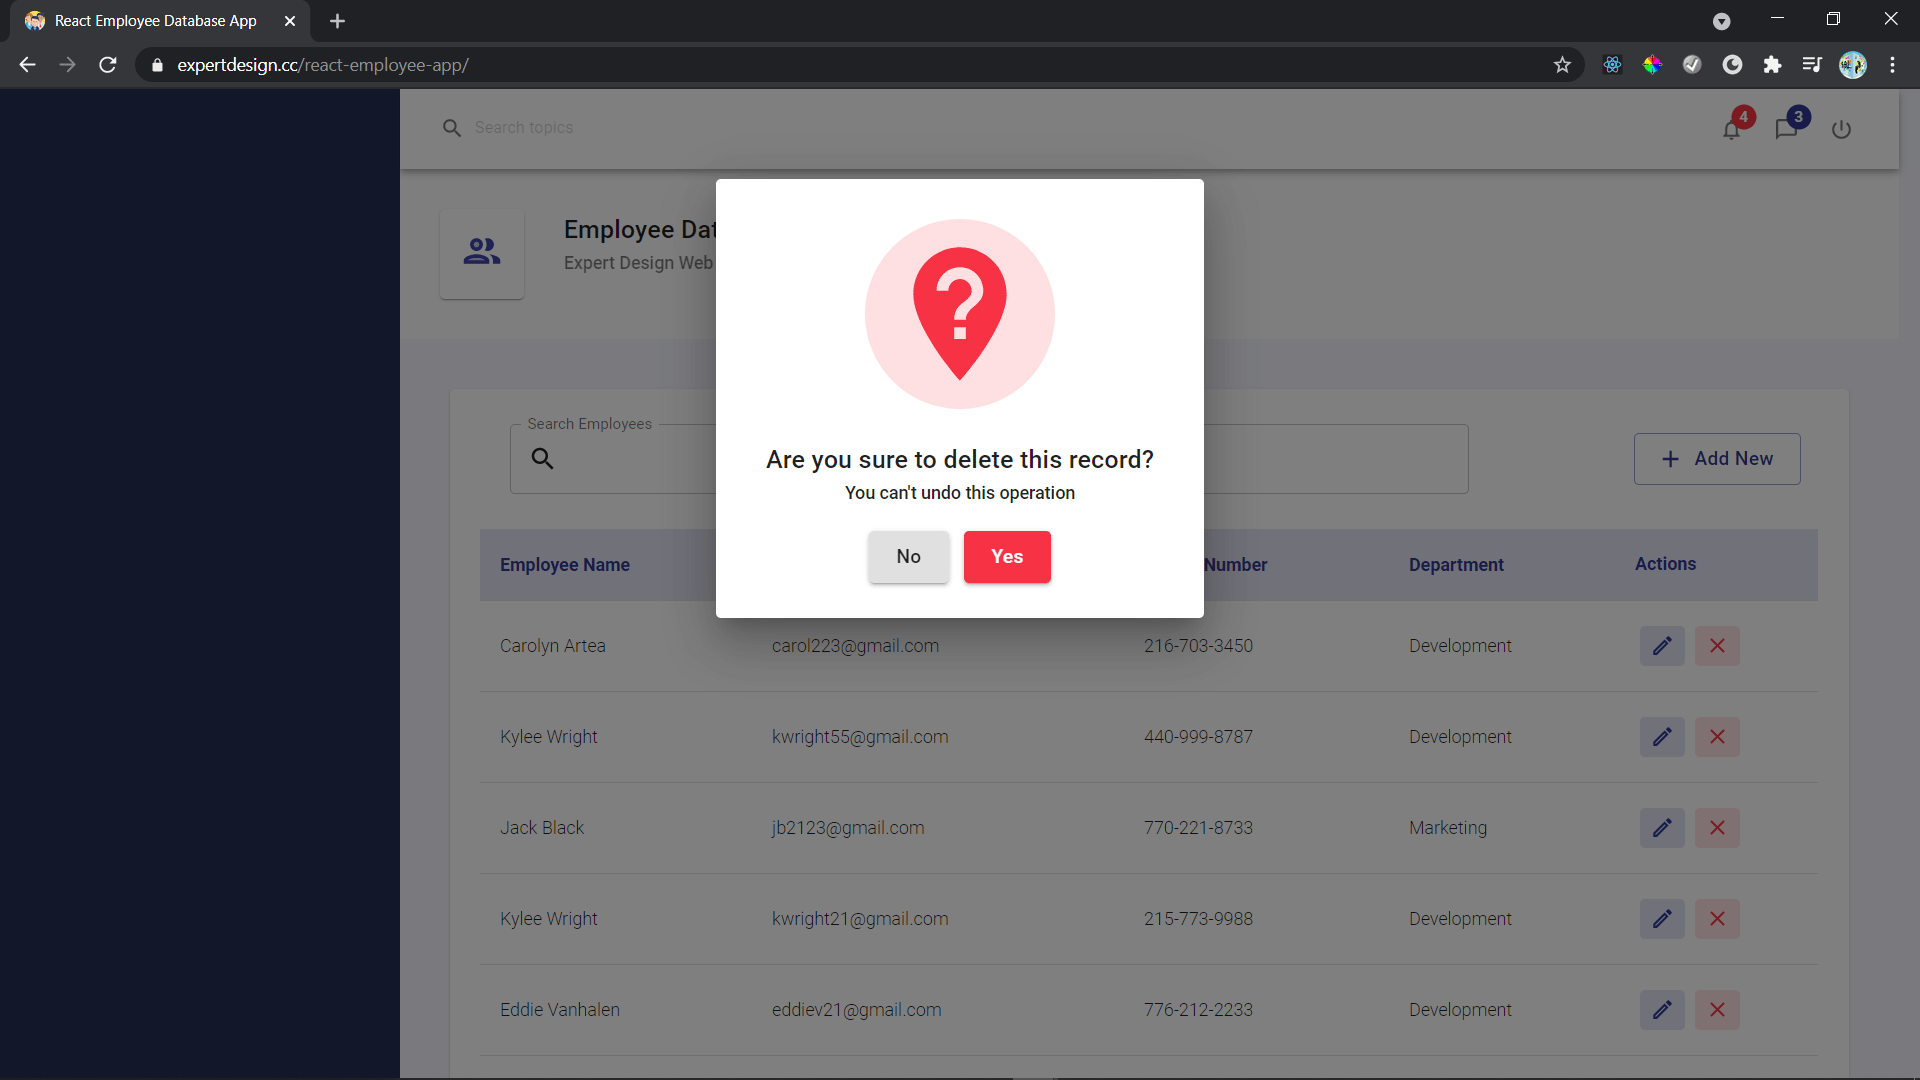 React Employee Database App
expertdesign.cc/react-employee-app/
Search topics
4
3
Employee Dat
Expert Design Web
?
Are you sure to delete this record?
You can't undo this operation
No
Yes
Search Employees
Add New
Employee Name
Number
Department
Actions
Carolyn Artea carol223@gmail.com 216-703-3450 Development
Kylee Wright kwright55@gmail.com 440-999-8787 Development
Jack Black jb2123@gmail.com 770-221-8733 Marketing
Kylee Wright kwright21@gmail.com 215-773-9988 Development
Eddie Vanhalen eddiev21@gmail.com 776-212-2233 Development